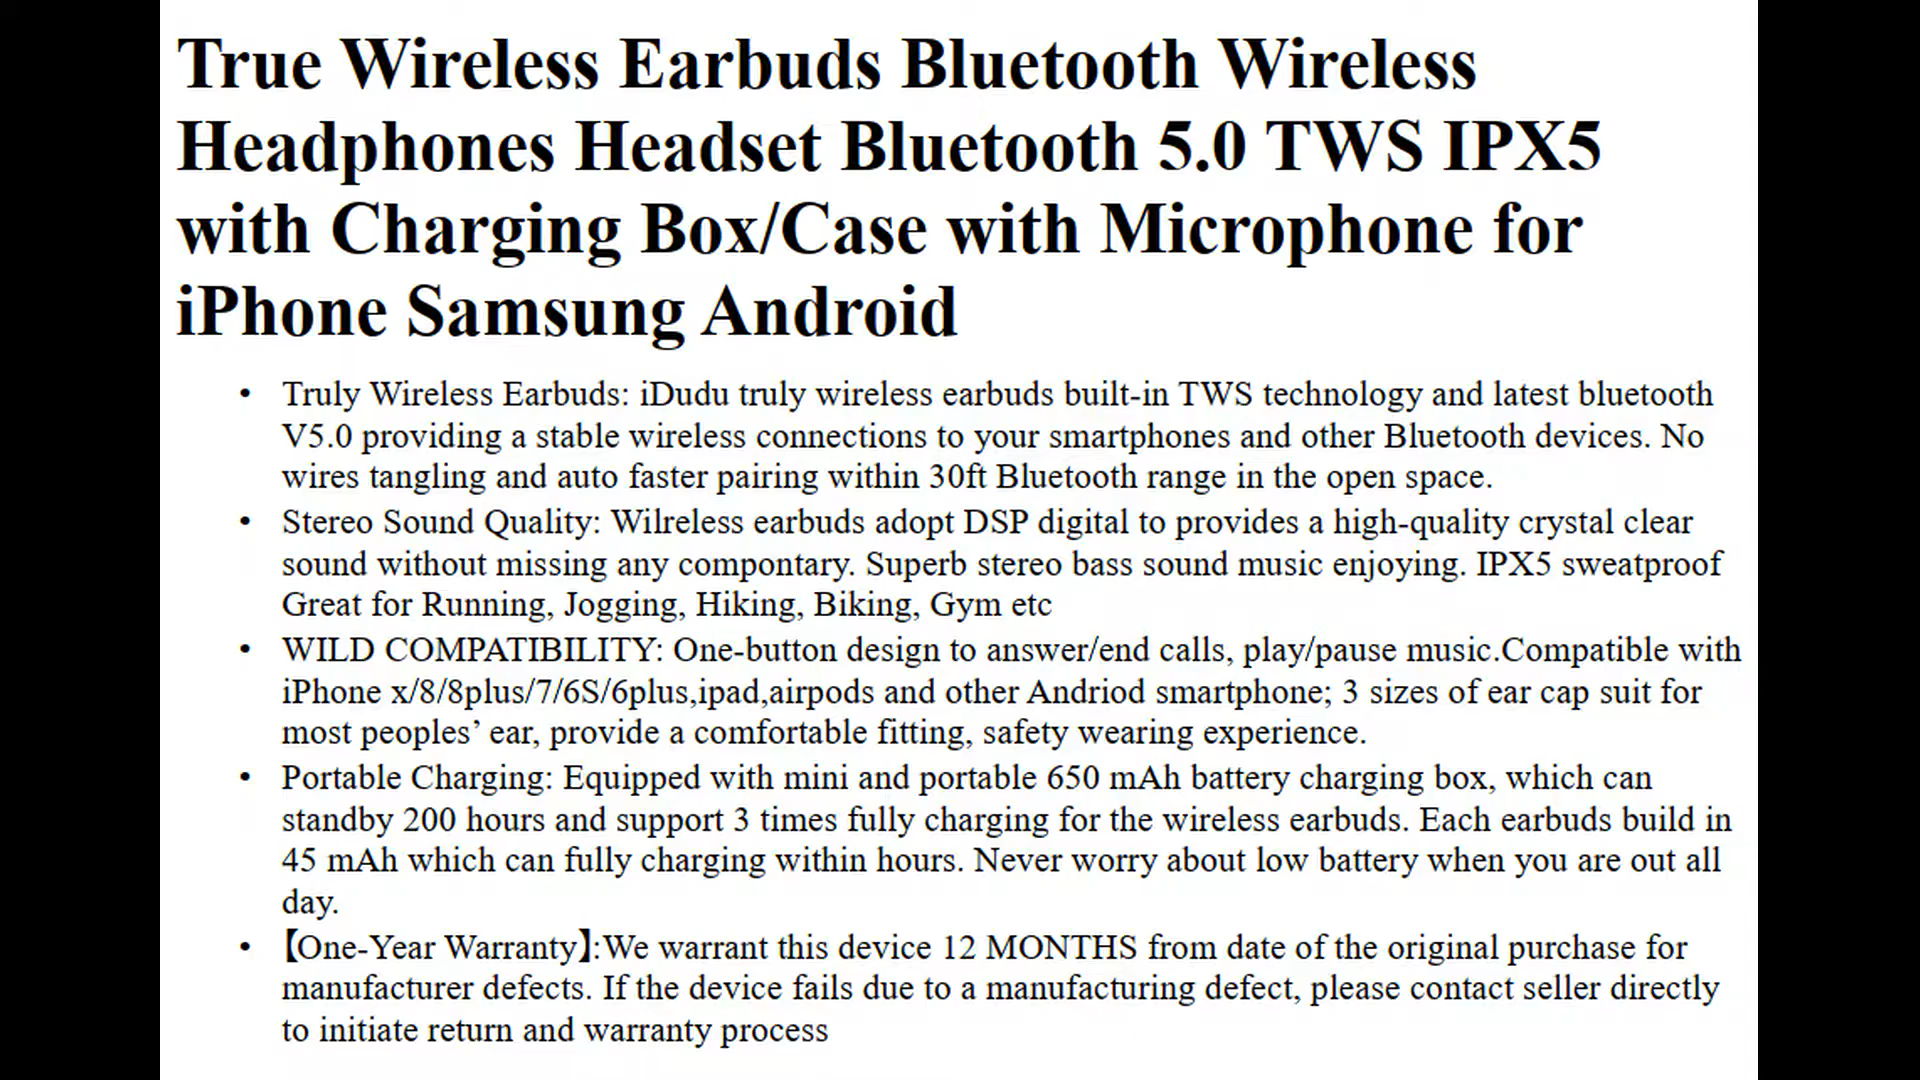 True Wireless Earbuds Bluetooth Wireless
Headphones Headset Bluetooth 5.0 TWS IPX5
with Charging Box/Case with Microphone for
iPhone Samsung Android
• Truly Wireless Earbuds: iDudu truly wireless earbuds built-in TWS technology and latest bluetooth
V5.0 providing a stable wireless connections to your smartphones and other Bluetooth devices. No
wires tangling and auto faster pairing within 30ft Bluetooth range in the open space.
• Stereo Sound Quality: Wilreless earbuds adopt DSP digital to provides a high-quality crystal clear
sound without missing any compontary. Superb stereo bass sound music enjoying. IPX5 sweatproof
Great for Running, Jogging, Hiking, Biking, Gym etc
• WILD COMPATIBILITY: One-button design to answer/end calls, play/pause music.Compatible with
iPhone x/8/8plus/7/6S/6plus,ipad,airpods and other Andriod smartphone; 3 sizes of ear cap suit for
most peoples’ ear, provide a comfortable fitting, safety wearing experience.
• Portable Charging: Equipped with mini and portable 650 mAh battery charging box, which can
standby 200 hours and support 3 times fully charging for the wireless earbuds. Each earbuds build in
45 mAh which can fully charging within hours. Never worry about low battery when you are out all
day.
• 【One-Year Warranty】:We warrant this device 12 MONTHS from date of the original purchase for
manufacturer defects. If the device fails due to a manufacturing defect, please contact seller directly
to initiate return and warranty process